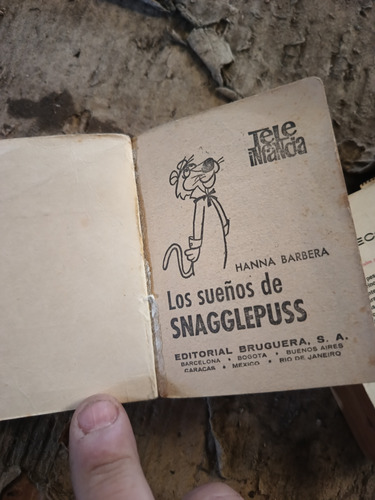 Tele
infancia
HANNA BARBERA
Los sueños de
SNAGGLEPUSS
EDITORIAL BRUGUERA, S. A.
BARCELONA • BOGOTA • BUENOS AIRES
CARACAS • MEXICO • RIO DE JANEIRO
EC